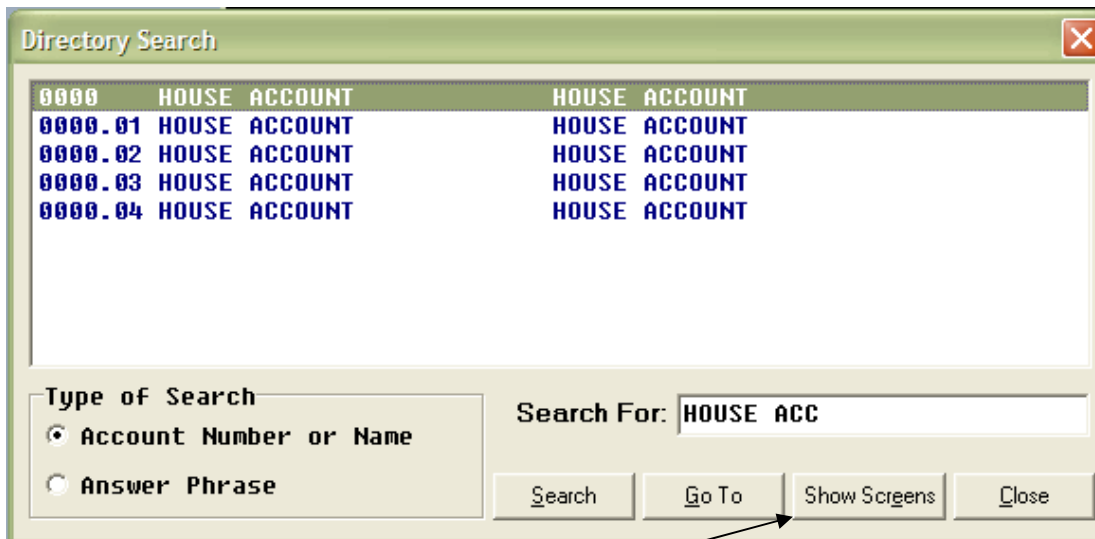 Directory Search
0000 HOUSE ACCOUNT HOUSE ACCOUNT
0000.01 HOUSE ACCOUNT HOUSE ACCOUNT
0000.02 HOUSE ACCOUNT HOUSE ACCOUNT
0000.03 HOUSE ACCOUNT HOUSE ACCOUNT
0000.04 HOUSE ACCOUNT HOUSE ACCOUNT
Type of Search
Account Number or Name
Answer Phrase
Search For: HOUSE ACC
Search Go To Show Screens Close